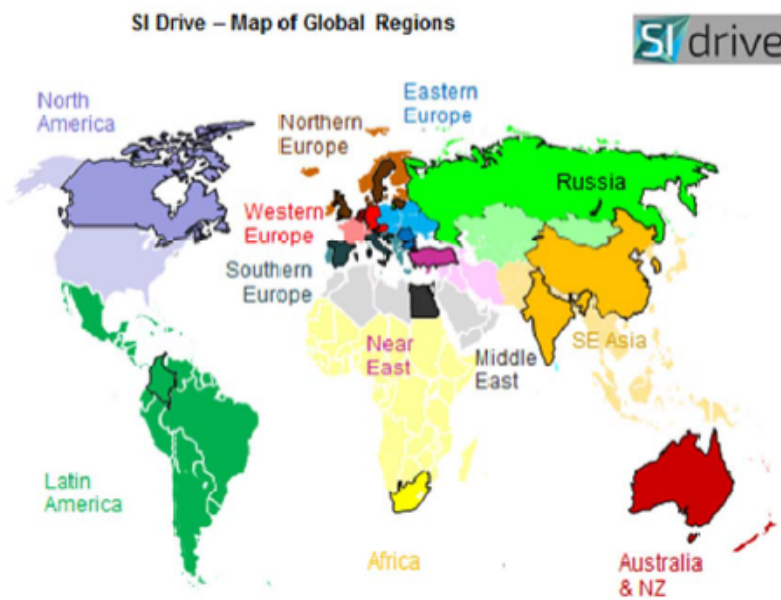 SI Drive – Map of Global Regions
SI drive
North
America
Northern
Europe
Eastern
Europe
Russia
Western
Europe
Southern
Europe
Near
East
Middle
East
SE Asia
Latin
America
Africa
Australia
& NZ